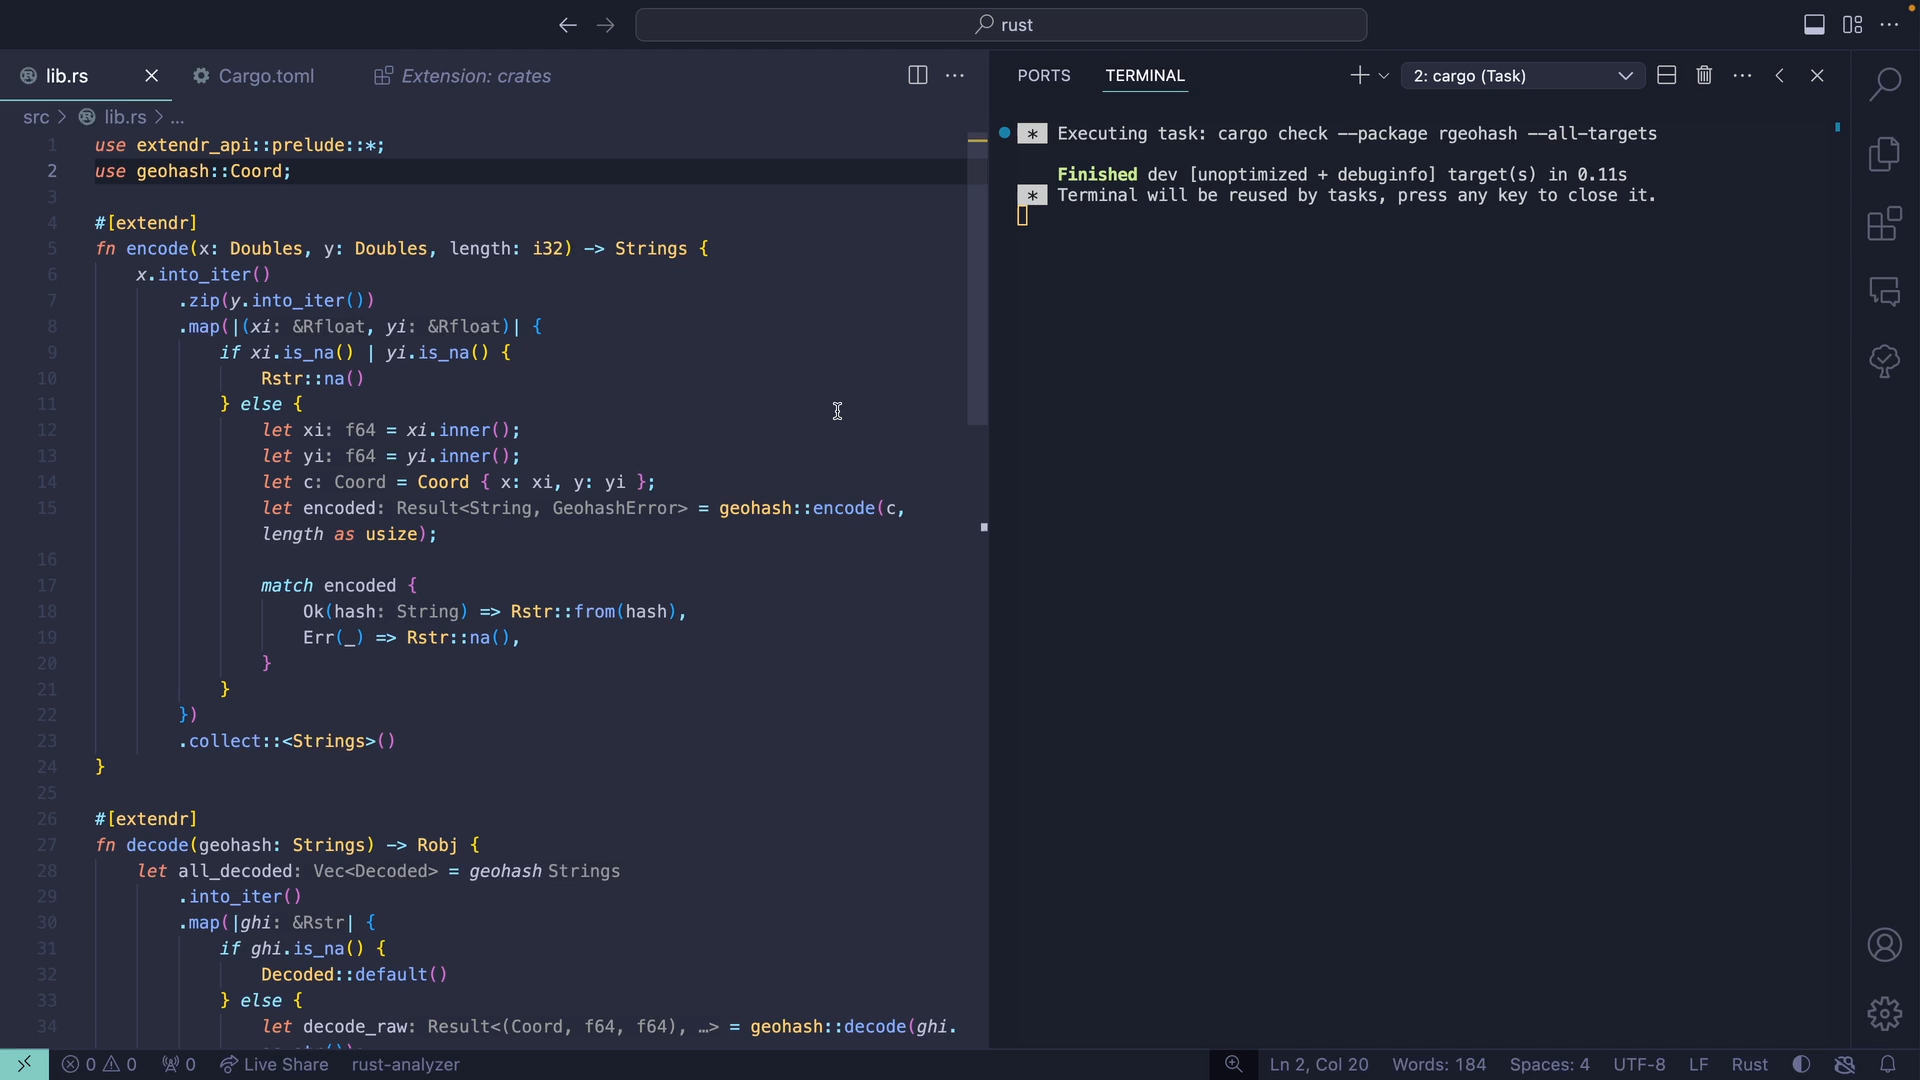 rust
lib.rs
Cargo.toml
Extension: crates
src > lib.rs > ...
1 use extendr_api::prelude::*;
2 use geohash::Coord;
3
4 #[extendr]
5 fn encode(x: Doubles, y: Doubles, length: i32) -> Strings {
6 x.into_iter()
7 .zip(y.into_iter())
8 .map(|(xi: &Rfloat, yi: &Rfloat)| {
9 if xi.is_na() | yi.is_na() {
10 Rstr::na()
11 } else {
12 let xi: f64 = xi.inner();
13 let yi: f64 = yi.inner();
14 let c: Coord = Coord { x: xi, y: yi };
15 let encoded: Result<String, GeohashError> = geohash::encode(c,
length as usize);
16
17 match encoded {
18 Ok(hash: String) => Rstr::from(hash),
19 Err(_) => Rstr::na(),
20 }
21 }
22 })
23 .collect::<Strings>()
24 }
25
26 #[extendr]
27 fn decode(geohash: Strings) -> Robj {
28 let all_decoded: Vec<Decoded> = geohash Strings
29 .into_iter()
30 .map(|ghi: &Rstr| {
31 if ghi.is_na() {
32 Decoded::default()
33 } else {
34 let decode_raw: Result<(Coord, f64, f64), …> = geohash::decode(ghi.
PORTS
TERMINAL
2: cargo (Task)
* Executing task: cargo check --package rgeohash --all-targets
Finished dev [unoptimized + debuginfo] target(s) in 0.11s
* Terminal will be reused by tasks, press any key to close it.
0 0 0 Live Share rust-analyzer
Ln 2, Col 20 Words: 184 Spaces: 4 UTF-8 LF Rust